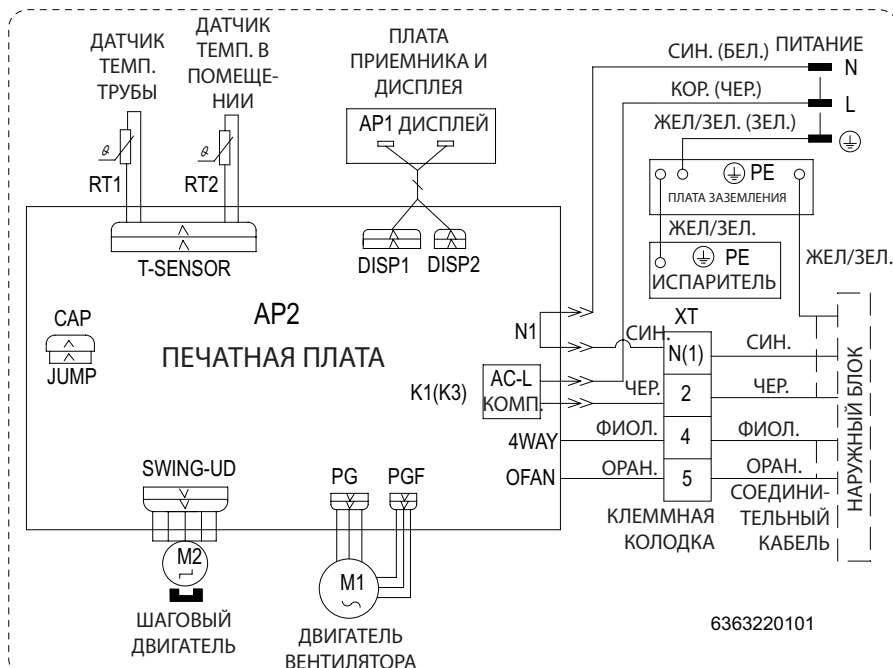 ДАТЧИК
ТЕМП.
ТРУБЫ
ДАТЧИК
ТЕМП. В
ПОМЕЩЕ-
НИИ
ПЛАТА
ПРИЕМНИКА И
ДИСПЛЕЯ
СИН. (БЕЛ.)
ПИТАНИЕ
N
КОР. (ЧЕР.)
L
ЖЕЛ/ЗЕЛ. (ЗЕЛ.)
AP1 ДИСПЛЕЙ
θ
RT1
θ
RT2
PE
ПЛАТА ЗАЗЕМЛЕНИЯ
ЖЕЛ/ЗЕЛ.
PE
ИСПАРИТЕЛЬ
ЖЕЛ/ЗЕЛ.
T-SENSOR
DISP1
DISP2
CAP
JUMP
AP2
ПЕЧАТНАЯ ПЛАТА
N1
СИН.
XT
N(1)
СИН.
K1(K3)
AC-L
КОМП.
ЧЕР.
2
ЧЕР.
4WAY
ФИОЛ.
4
ФИОЛ.
OFAN
ОРАН.
5
ОРАН.
НАРУЖНЫЙ БЛОК
SWING-UD
PG
PGF
КЛЕММНАЯ
КОЛОДКА
СОЕДИНИ-
ТЕЛЬНЫЙ
КАБЕЛЬ
M2
M1
ШАГОВЫЙ
ДВИГАТЕЛЬ
ДВИГАТЕЛЬ
ВЕНТИЛЯТОРА
6363220101